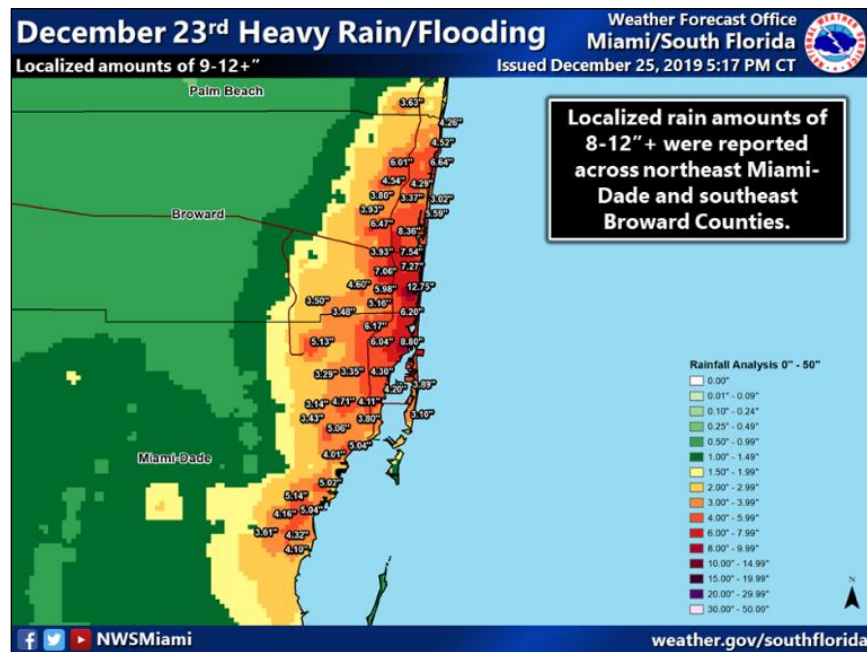 December 23rd Heavy Rain/Flooding
Localized amounts of 9-12+”
Weather Forecast Office
Miami/South Florida
Issued December 25, 2019 5:17 PM CT
NATIONAL WEATHER SERVICE
Localized rain amounts of
8-12”+ were reported
across northeast Miami-
Dade and southeast
Broward Counties.
Palm Beach
3.63"
4.26"
4.52"
6.01" 6.64"
4.54" 4.29"
3.80" 3.37" 3.02"
3.93" 5.59"
6.47"
8.36"
Broward
3.93" 7.54"
7.06" 7.27"
4.60" 5.98" 12.75"
3.50" 5.16"
3.48" 6.20"
6.17"
5.13" 6.04" 8.80"
3.29" 3.35" 4.30"
4.20" 3.89"
3.14" 4.71" 4.11"
3.43" 3.80" 3.10"
5.06"
5.04"
4.01"
Miami-Dade
5.02"
5.14"
4.16" 5.04"
3.61" 4.32"
4.10"
Rainfall Analysis 0" - 50"
0.00"
0.01" - 0.09"
0.10" - 0.24"
0.25" - 0.49"
0.50" - 0.99"
1.00" - 1.49"
1.50" - 1.99"
2.00" - 2.99"
3.00" - 3.99"
4.00" - 5.99"
6.00" - 7.99"
8.00" - 9.99"
10.00" - 14.99"
15.00" - 19.99"
20.00" - 29.99"
30.00" - 50.00"
N
NWSMiami
weather.gov/southflorida